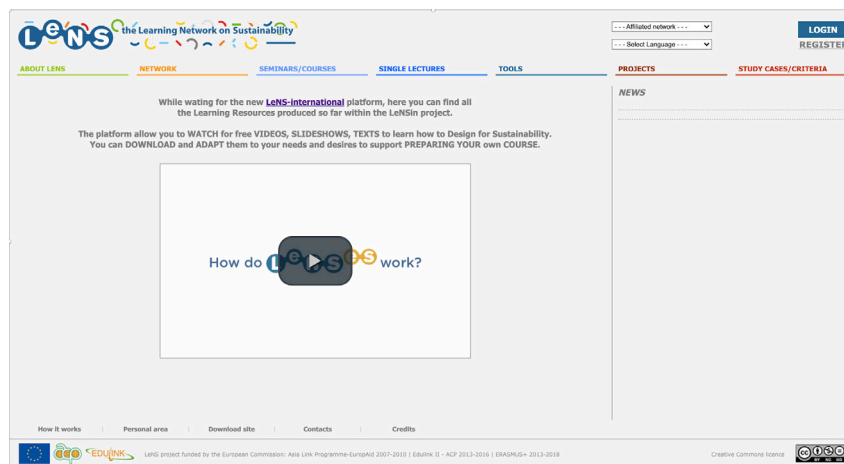 LeNS the Learning Network on Sustainability
- - - Affiliated network - - -
LOGIN
- - - Select Language - - -
REGISTER
ABOUT LENS NETWORK SEMINARS/COURSES SINGLE LECTURES TOOLS PROJECTS STUDY CASES/CRITERIA
While wating for the new LeNS-international platform, here you can find all
the Learning Resources produced so far within the LeNSin project.
The platform allow you to WATCH for free VIDEOS, SLIDESHOWS, TEXTS to learn how to Design for Sustainability.
You can DOWNLOAD and ADAPT them to your needs and desires to support PREPARING YOUR own COURSE.
NEWS
How do work?
How it works | Personal area | Download site | Contacts | Credits
acp EDULINK LeNS project funded by the European Commission: Asia Link Programme-EuropAid 2007-2010 | Edulink II - ACP 2013-2016 | ERASMUS+ 2013-2018
Creative Commons licence
BY NC SA